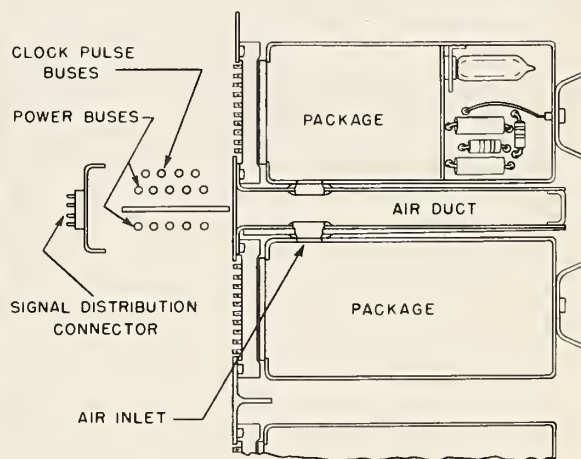 CLOCK PULSE
BUSES
POWER BUSES
PACKAGE
AIR DUCT
SIGNAL DISTRIBUTION
CONNECTOR
PACKAGE
AIR INLET